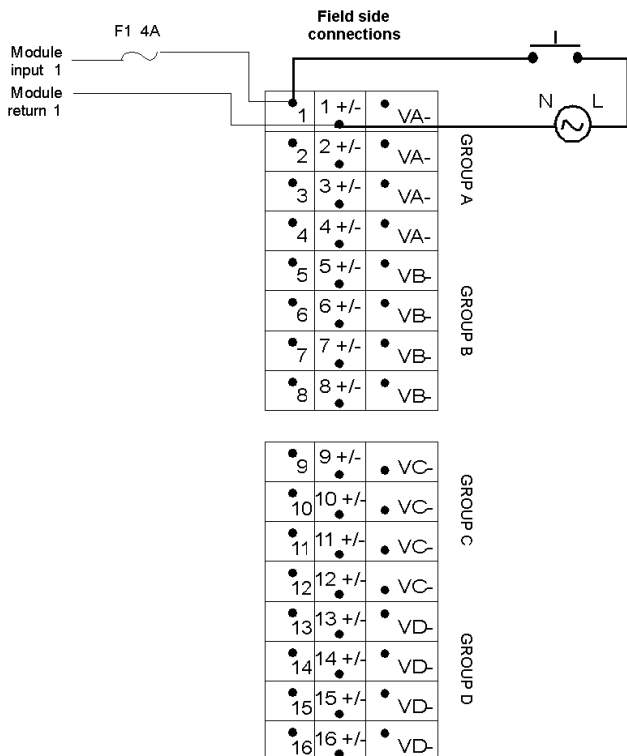 Field side
connections
F1 4A
Module
input 1
Module
return 1
N L
1 1 +/- VA-
2 2 +/- VA-
3 3 +/- VA-
4 4 +/- VA-
GROUP A
5 5 +/- VB-
6 6 +/- VB-
7 7 +/- VB-
8 8 +/- VB-
GROUP B
9 9 +/- VC-
10 10 +/- VC-
11 11 +/- VC-
12 12 +/- VC-
GROUP C
13 13 +/- VD-
14 14 +/- VD-
15 15 +/- VD-
16 16 +/- VD-
GROUP D